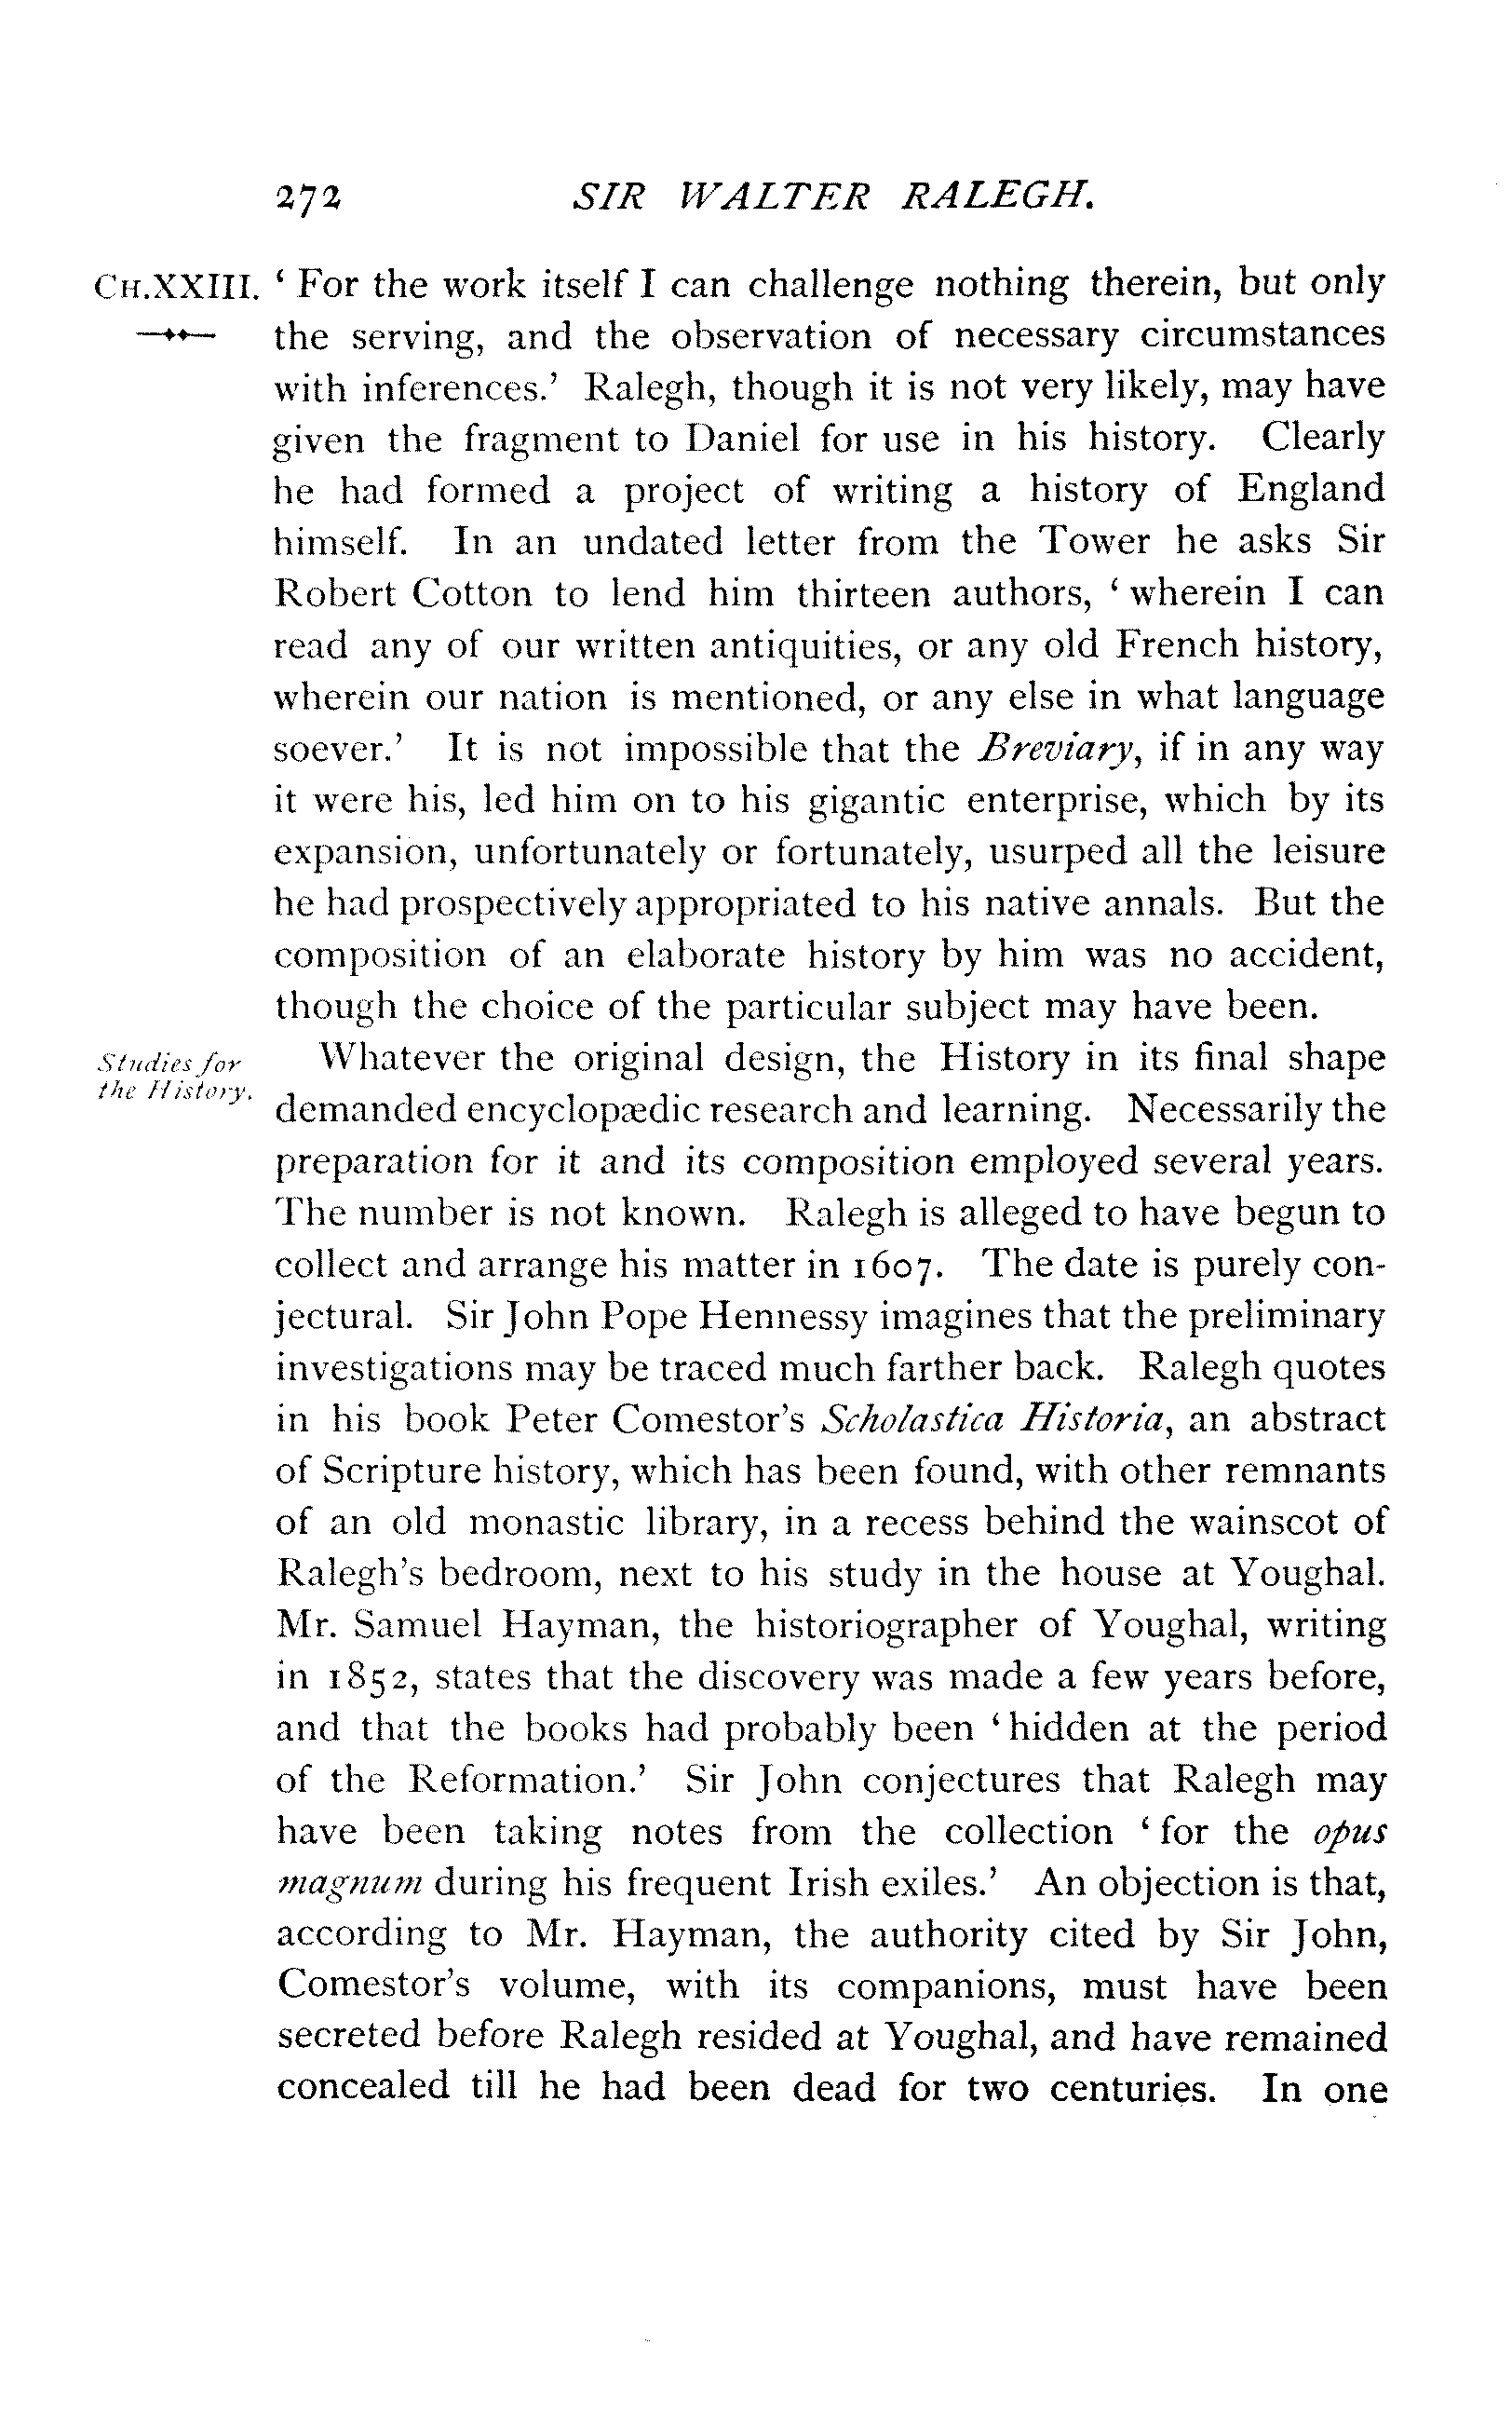 272 SIR WALTER RALEGH.
CH.XXIII. ‘ For the work itself I can challenge nothing therein, but only
the serving, and the observation of necessary circumstances
with inferences.’ Ralegh, though it is not very likely, may have
given the fragment to Daniel for use in his history. Clearly
he had formed a project of writing a history of England
himself. In an undated letter from the Tower he asks Sir
Robert Cotton to lend him thirteen authors, ‘ wherein I can
read any of our written antiquities, or any old French history,
wherein our nation is mentioned, or any else in what language
soever.’ It is not impossible that the Breviary, if in any way
it were his, led him on to his gigantic enterprise, which by its
expansion, unfortunately or fortunately, usurped all the leisure
he had prospectively appropriated to his native annals. But the
composition of an elaborate history by him was no accident,
though the choice of the particular subject may have been.
Studies for
the History.
Whatever the original design, the History in its final shape
demanded encyclopædic research and learning. Necessarily the
preparation for it and its composition employed several years.
The number is not known. Ralegh is alleged to have begun to
collect and arrange his matter in 1607. The date is purely con-
jectural. Sir John Pope Hennessy imagines that the preliminary
investigations may be traced much farther back. Ralegh quotes
in his book Peter Comestor’s Scholastica Historia, an abstract
of Scripture history, which has been found, with other remnants
of an old monastic library, in a recess behind the wainscot of
Ralegh’s bedroom, next to his study in the house at Youghal.
Mr. Samuel Hayman, the historiographer of Youghal, writing
in 1852, states that the discovery was made a few years before,
and that the books had probably been ‘ hidden at the period
of the Reformation.’ Sir John conjectures that Ralegh may
have been taking notes from the collection ‘ for the opus
magnum during his frequent Irish exiles.’ An objection is that,
according to Mr. Hayman, the authority cited by Sir John,
Comestor’s volume, with its companions, must have been
secreted before Ralegh resided at Youghal, and have remained
concealed till he had been dead for two centuries. In one